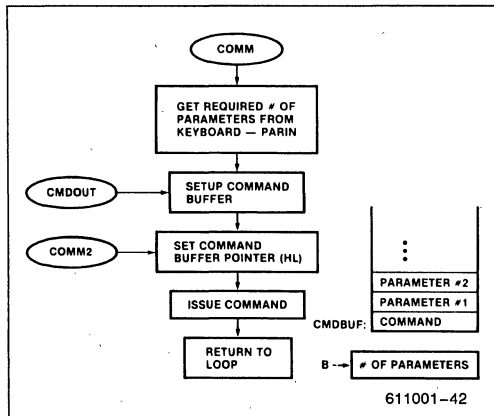 COMM
GET REQUIRED # OF
PARAMETERS FROM
KEYBOARD — PARIN
CMDOUT
SETUP COMMAND
BUFFER
COMM2
SET COMMAND
BUFFER POINTER (HL)
ISSUE COMMAND
RETURN TO
LOOP
PARAMETER #2
PARAMETER #1
CMDBUF: COMMAND
B --> # OF PARAMETERS
611001-42